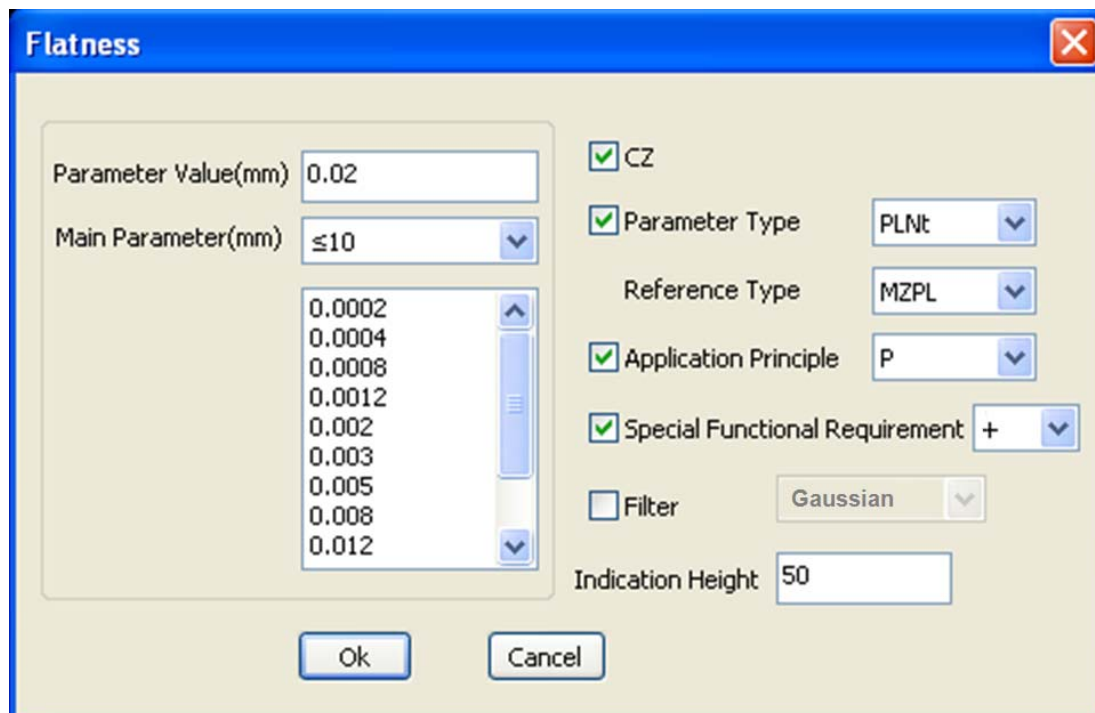 Flatness
Parameter Value(mm) 0.02
Main Parameter(mm) ≤10
0.0002
0.0004
0.0008
0.0012
0.002
0.003
0.005
0.008
0.012
CZ
Parameter Type PLNt
Reference Type MZPL
Application Principle P
Special Functional Requirement +
Filter Gaussian
Indication Height 50
Ok Cancel